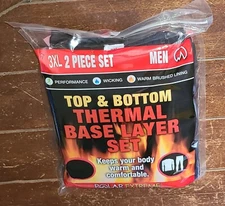 3XL 2 PIECE SET
MEN
PERFORMANCE
WICKING
WARM BRUSHED LINING
TOP & BOTTOM
THERMAL
BASE LAYER
SET
Keeps your body
warm and
comfortable.